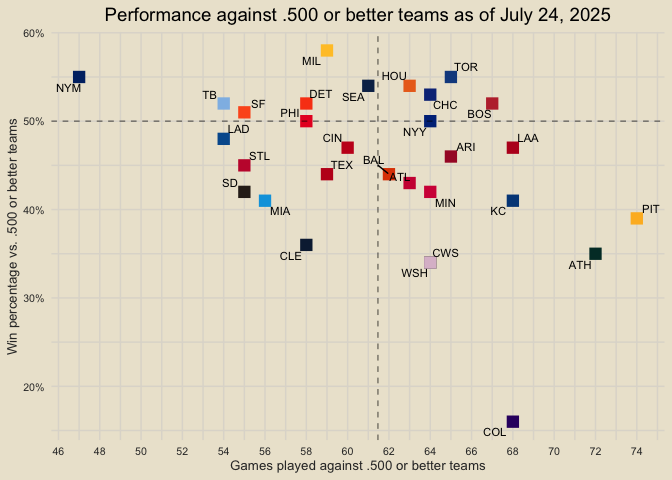 Performance against .500 or better teams as of July 24, 2025
60%
50%
40%
30%
20%
Win percentage vs. .500 or better teams
MIL
NYM
TB
SF
DET
PHI
SEA
HOU
TOR
CHC
BOS
NYY
LAD
STL
SD
MIA
CIN
TEX
BAL
ATL
ARI
LAA
MIN
KC
PIT
CLE
CWS
WSH
ATH
COL
46 48 50 52 54 56 58 60 62 64 66 68 70 72 74
Games played against .500 or better teams